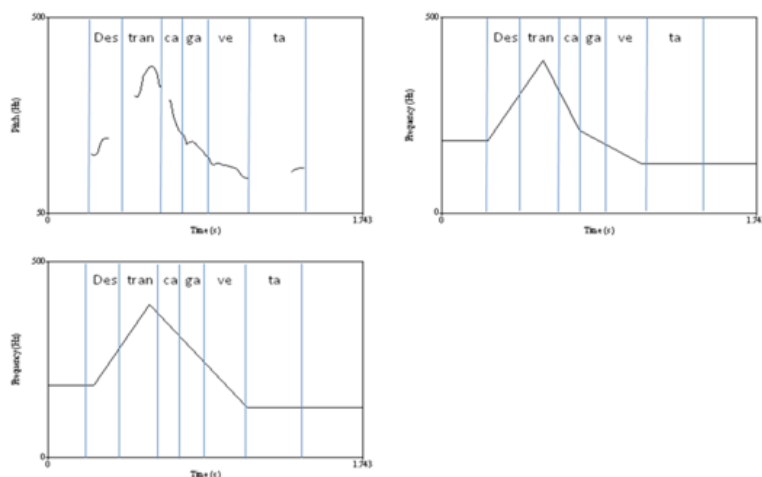 500
Des tran ca ga ve ta
Pitch (Hz)
50
0
1.743
Time (s)
500
Des tran ca ga ve ta
Frequency (Hz)
0
0
1.743
Time (s)
500
Des tran ca ga ve ta
Frequency (Hz)
0
0
1.743
Time (s)